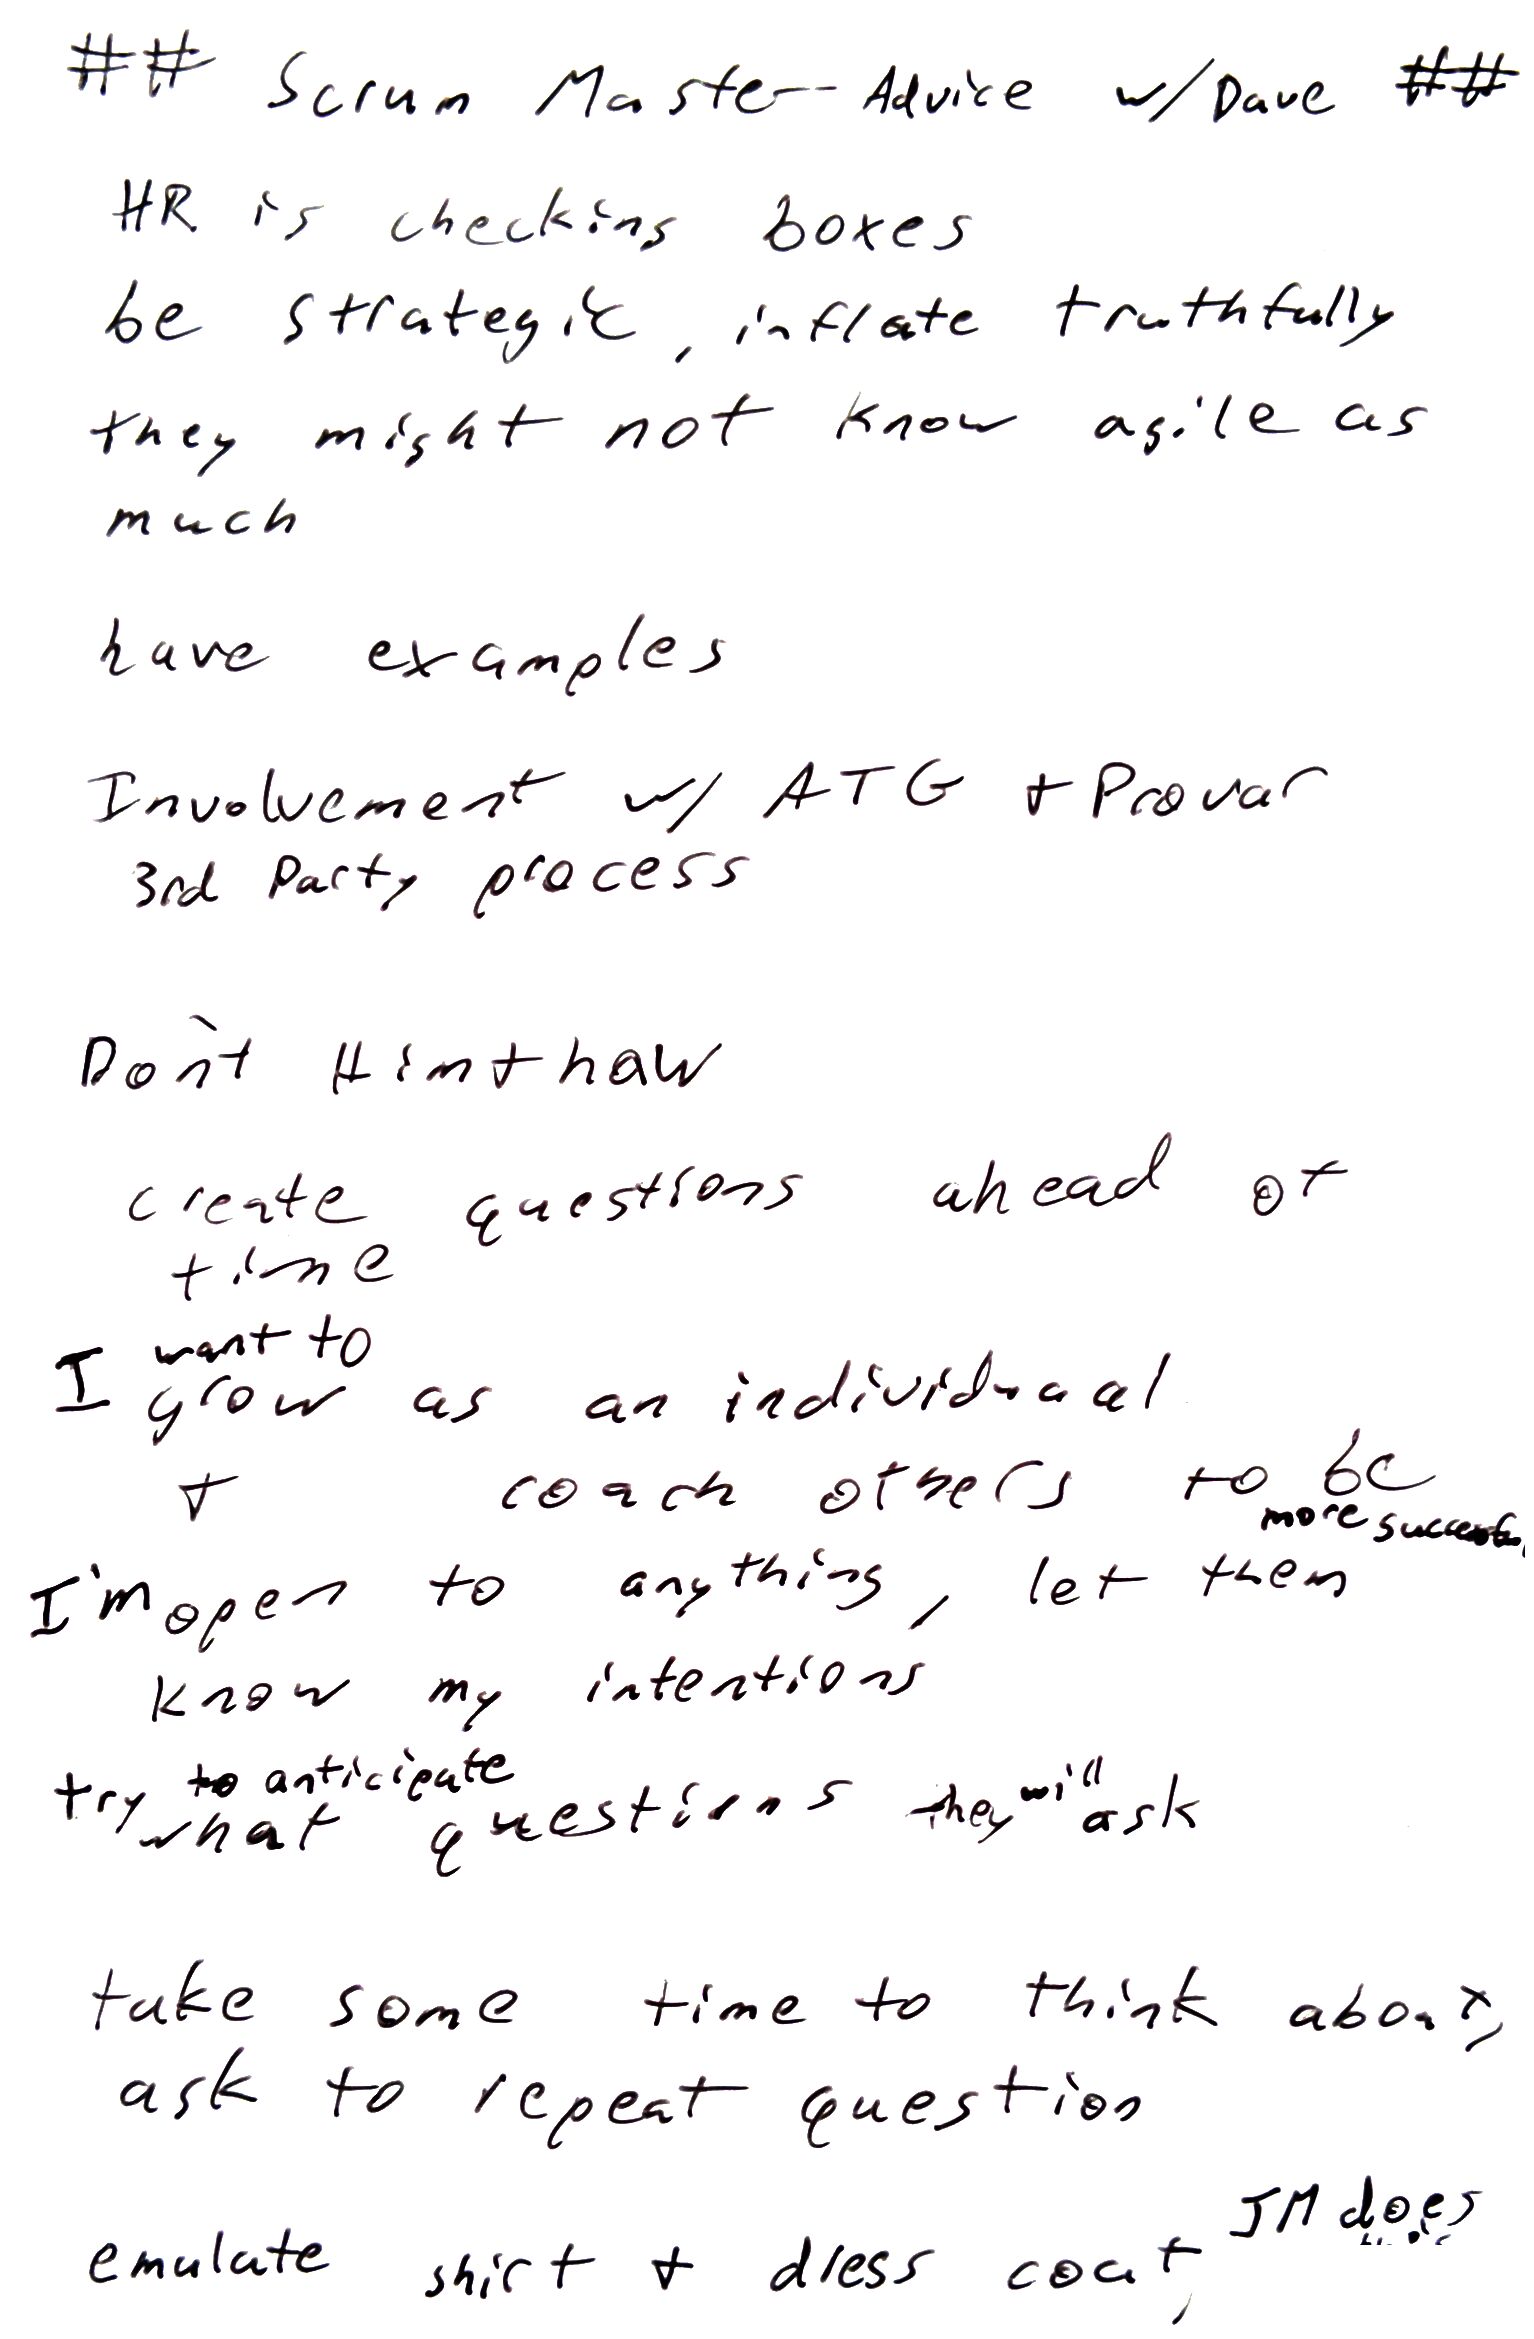 ## Scrum Master Advice w/ Dave ##
HR is checking boxes
be strategic, inflate truthfully
they might not know agile as
much
have examples
Involvement w/ ATG + Provar
3rd Party process
Don't Him + haw
create questions ahead of
time
I want to
grow as an individual
+ coach others to be
more successful
I'm open to anything, let them
know my intentions
try to anticipate
what questions they will ask
take some time to think about,
ask to repeat question
emulate shirt + dress coat, JM does
this